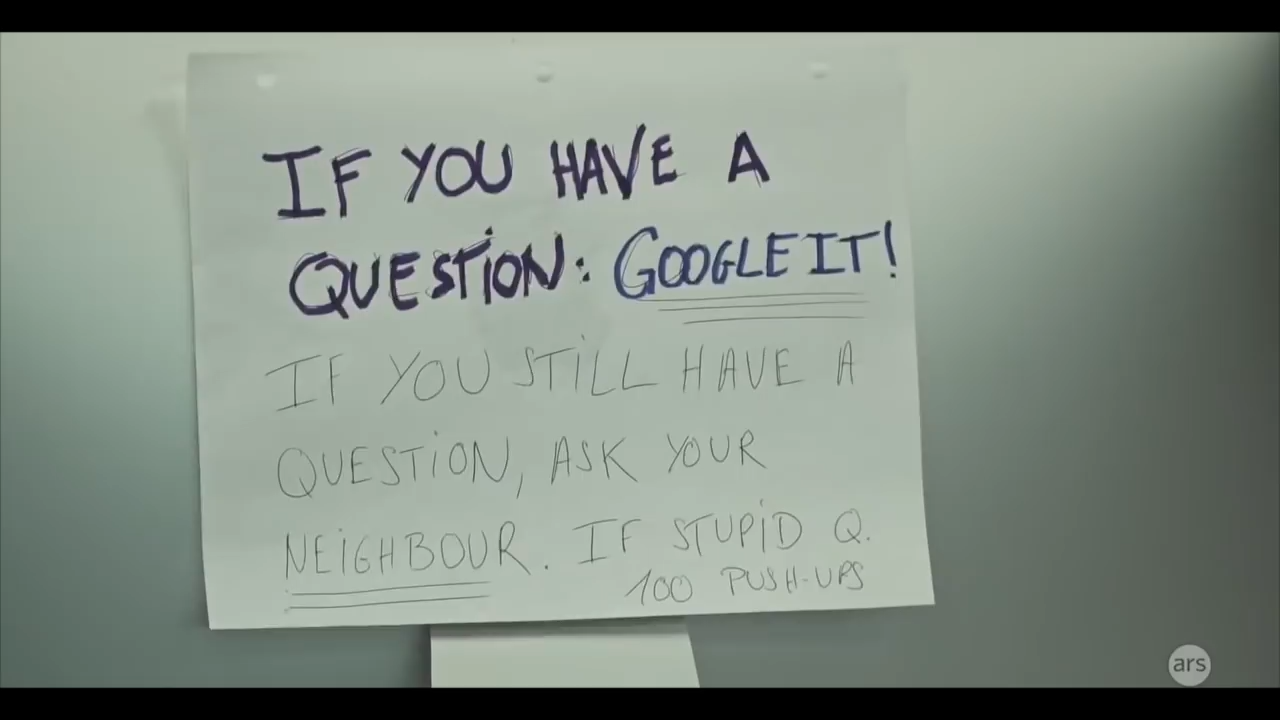 IF YOU HAVE A
QUESTION: GOOGLE IT!
IF YOU STILL HAVE A
QUESTION, ASK YOUR
NEIGHBOUR. IF STUPID Q.
100 PUSH-UPS
ars